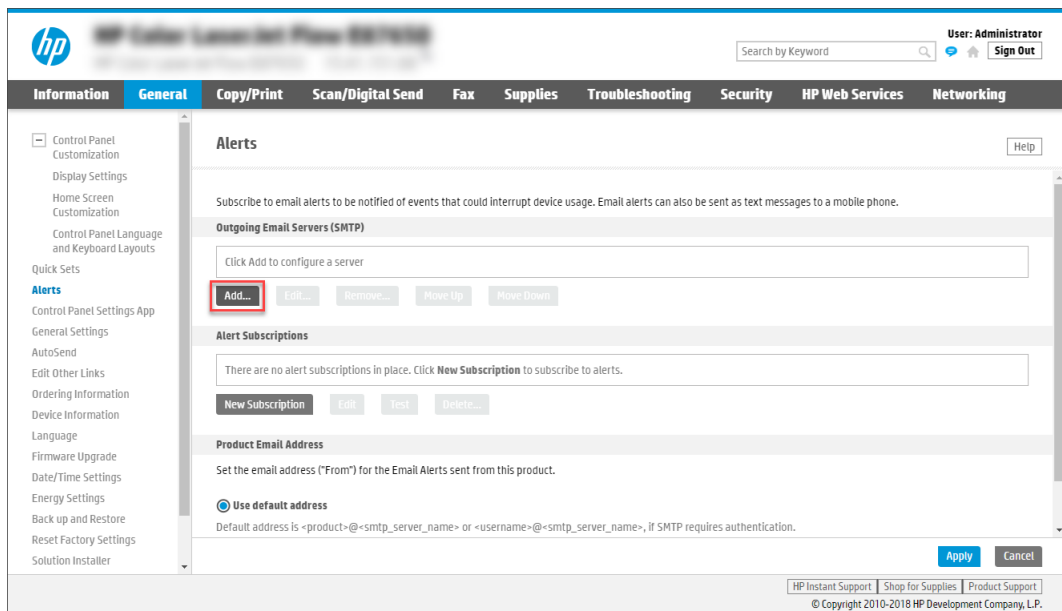 hp
User: Administrator
Search by Keyword
Sign Out
Information General Copy/Print Scan/Digital Send Fax Supplies Troubleshooting Security HP Web Services Networking
Control Panel
Customization
Display Settings
Home Screen
Customization
Control Panel Language
and Keyboard Layouts
Quick Sets
Alerts
Control Panel Settings App
General Settings
AutoSend
Edit Other Links
Ordering Information
Device Information
Language
Firmware Upgrade
Date/Time Settings
Energy Settings
Back up and Restore
Reset Factory Settings
Solution Installer
Alerts
Help
Subscribe to email alerts to be notified of events that could interrupt device usage. Email alerts can also be sent as text messages to a mobile phone.
Outgoing Email Servers (SMTP)
Click Add to configure a server
Add... Edit... Remove... Move Up Move Down
Alert Subscriptions
There are no alert subscriptions in place. Click New Subscription to subscribe to alerts.
New Subscription Edit Test Delete...
Product Email Address
Set the email address ("From") for the Email Alerts sent from this product.
Use default address
Default address is <product>@<smtp_server_name> or <username>@<smtp_server_name>, if SMTP requires authentication.
Apply Cancel
HP Instant Support Shop for Supplies Product Support
© Copyright 2010-2018 HP Development Company, L.P.